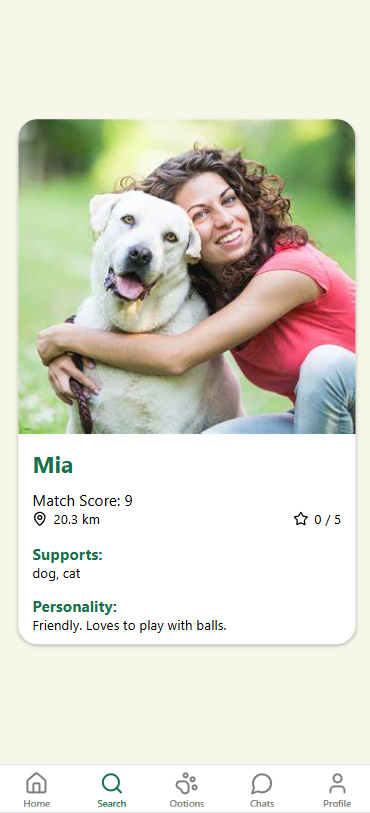 Mia
Match Score: 9
20.3 km 0 / 5
Supports:
dog, cat
Personality:
Friendly. Loves to play with balls.
Home Search Options Chats Profile